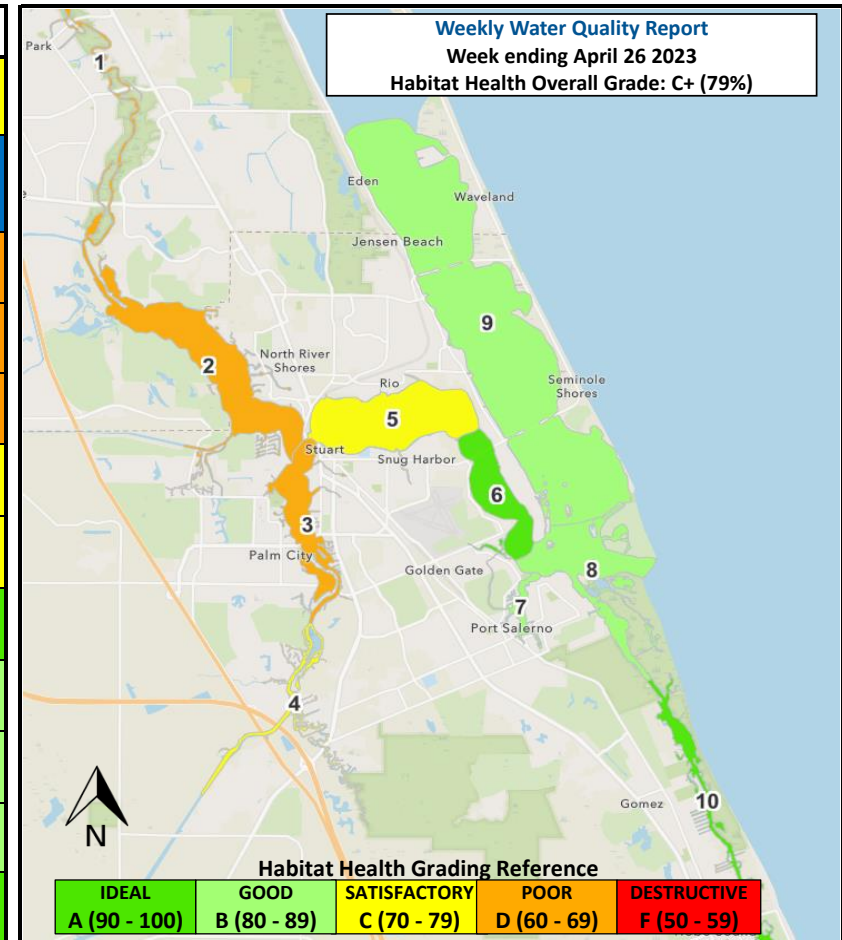 Weekly Water Quality Report
Week ending April 26 2023
Habitat Health Overall Grade: C+ (79%)
Park
1
Eden
Waveland
Jensen Beach
9
2
North River
Shores
Rio
Seminole
Shores
5
Stuart
Snug Harbor
6
3
Palm City
Golden Gate
8
7
Port Salerno
4
Gomez
10
N
Habitat Health Grading Reference
IDEAL GOOD SATISFACTORY POOR DESTRUCTIVE
A (90 - 100) B (80 - 89) C (70 - 79) D (60 - 69) F (50 - 59)